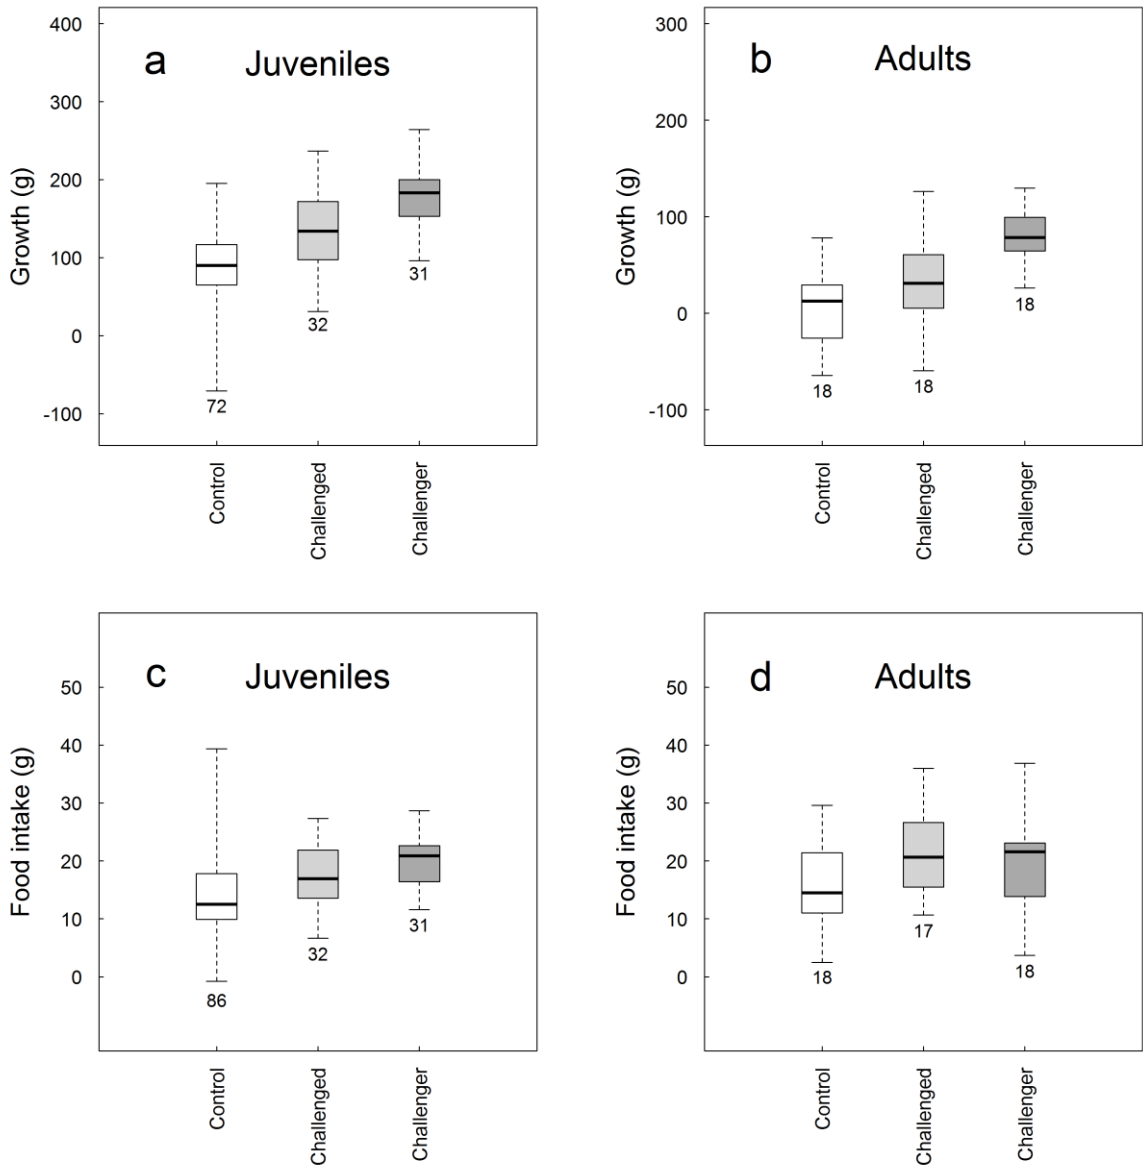 a Juveniles
Growth (g)
400
300
200
100
0
-100
72
32
31
Control
Challenged
Challenger
b Adults
Growth (g)
300
200
100
0
-100
18
18
18
Control
Challenged
Challenger
c Juveniles
Food intake (g)
50
40
30
20
10
0
86
32
31
Control
Challenged
Challenger
d Adults
Food intake (g)
50
40
30
20
10
0
18
17
18
Control
Challenged
Challenger